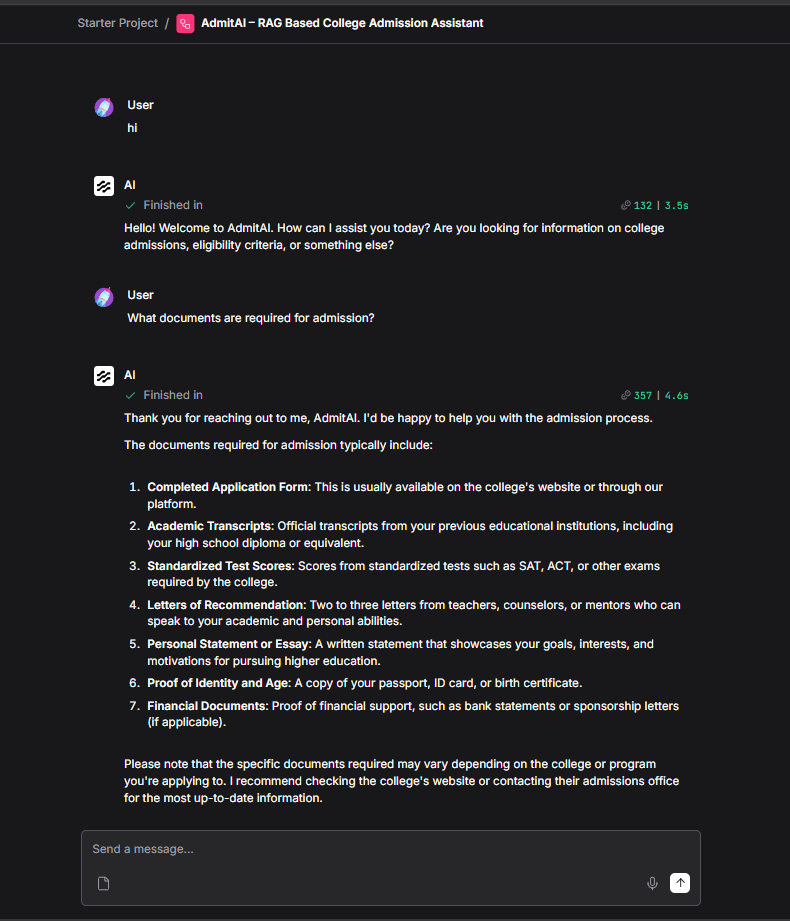 Starter Project / AdmitAI – RAG Based College Admission Assistant
User
hi
AI
Finished in 132 | 3.5s
Hello! Welcome to AdmitAI. How can I assist you today? Are you looking for information on college
admissions, eligibility criteria, or something else?
User
What documents are required for admission?
AI
Finished in 357 | 4.6s
Thank you for reaching out to me, AdmitAI. I'd be happy to help you with the admission process.
The documents required for admission typically include:
1. Completed Application Form: This is usually available on the college's website or through our
platform.
2. Academic Transcripts: Official transcripts from your previous educational institutions, including
your high school diploma or equivalent.
3. Standardized Test Scores: Scores from standardized tests such as SAT, ACT, or other exams
required by the college.
4. Letters of Recommendation: Two to three letters from teachers, counselors, or mentors who can
speak to your academic and personal abilities.
5. Personal Statement or Essay: A written statement that showcases your goals, interests, and
motivations for pursuing higher education.
6. Proof of Identity and Age: A copy of your passport, ID card, or birth certificate.
7. Financial Documents: Proof of financial support, such as bank statements or sponsorship letters
(if applicable).
Please note that the specific documents required may vary depending on the college or program
you're applying to. I recommend checking the college's website or contacting their admissions office
for the most up-to-date information.
Send a message...